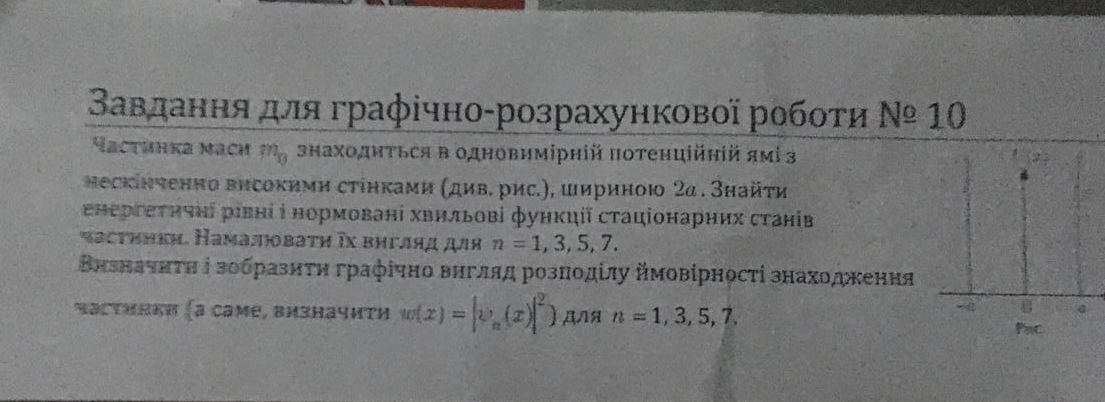 Завдання для графічно-розрахункової роботи № 10
Частинка маси m₀ знаходиться в одновимірній потенційній ямі з
нескінченно високими стінками (див. рис.), шириною 2a. Знайти
енергетичні рівні і нормовані хвильові функції стаціонарних станів
частинки. Намалювати їх вигляд для n = 1, 3, 5, 7.
Визначити і зобразити графічно вигляд розподілу ймовірності знаходження
частинки (а саме, визначити w(x) = |ψₙ(x)|²) для n = 1, 3, 5, 7.
-a 0 a
Рис.